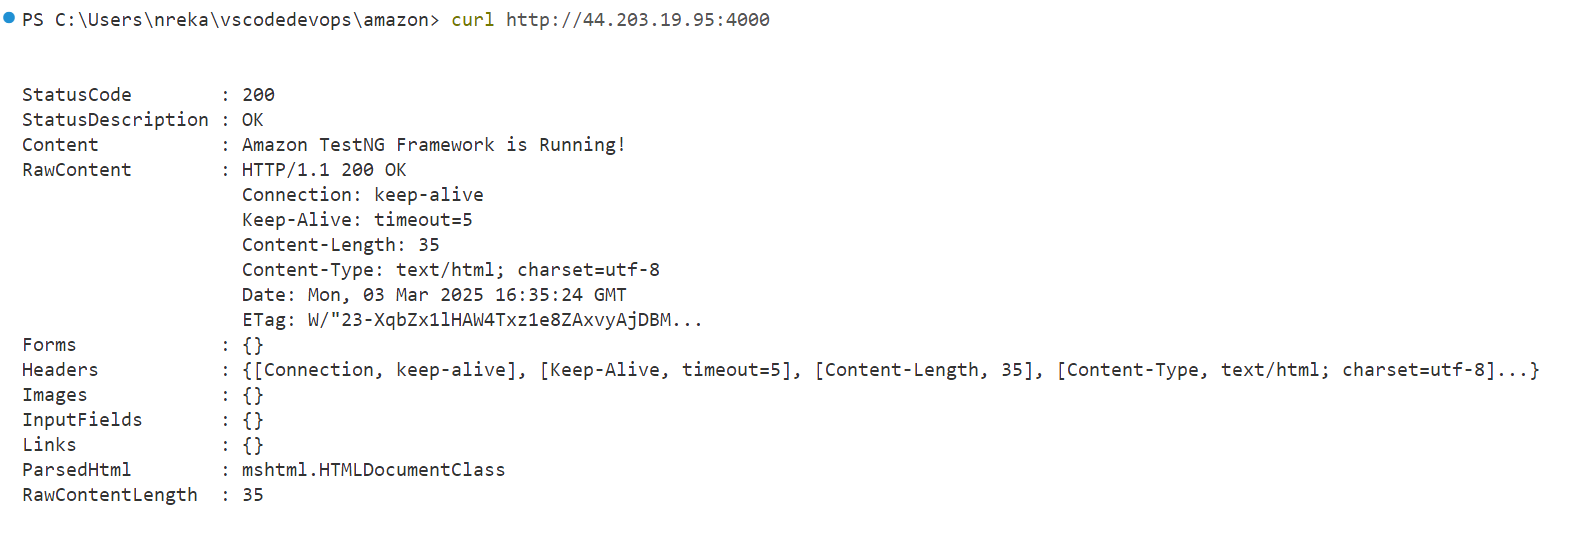 PS C:\Users\nreka\vscodedevops\amazon> curl http://44.203.19.95:4000
StatusCode        : 200
StatusDescription : OK
Content           : Amazon TestNG Framework is Running!
RawContent        : HTTP/1.1 200 OK
                    Connection: keep-alive
                    Keep-Alive: timeout=5
                    Content-Length: 35
                    Content-Type: text/html; charset=utf-8
                    Date: Mon, 03 Mar 2025 16:35:24 GMT
                    ETag: W/"23-XqbZx1lHAW4Txz1e8ZAxvyAjDBM...
Forms             : {}
Headers           : {[Connection, keep-alive], [Keep-Alive, timeout=5], [Content-Length, 35], [Content-Type, text/html; charset=utf-8]...}
Images            : {}
InputFields       : {}
Links             : {}
ParsedHtml        : mshtml.HTMLDocumentClass
RawContentLength  : 35